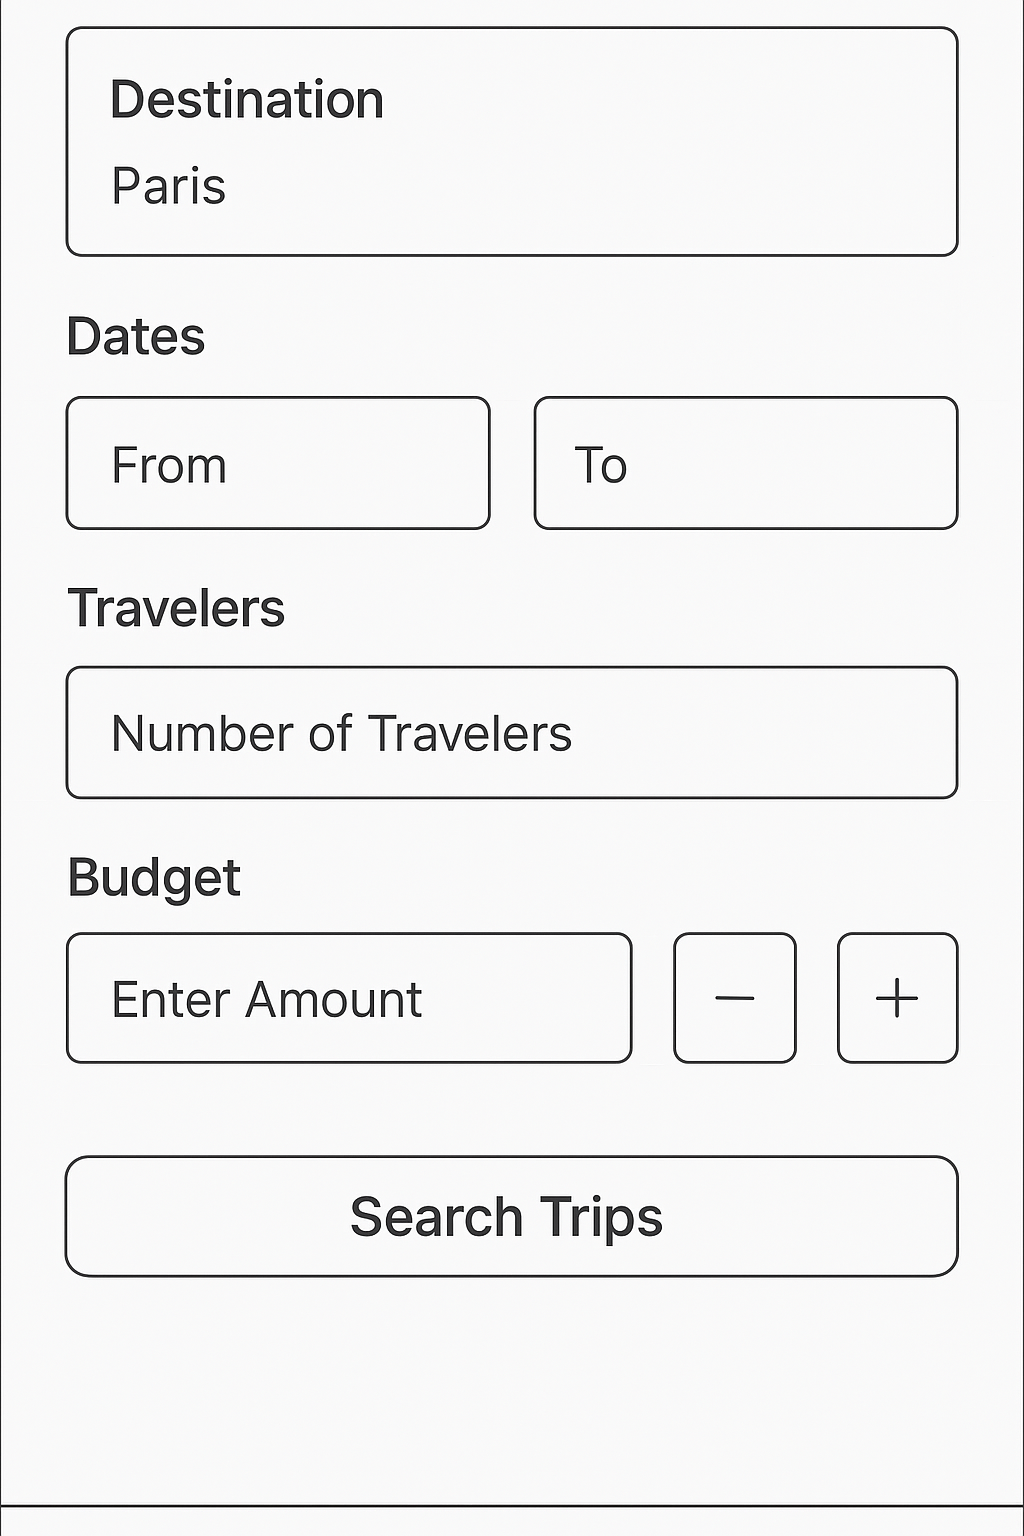 Destination
Paris
Dates
From
To
Travelers
Number of Travelers
Budget
Enter Amount
−
+
Search Trips